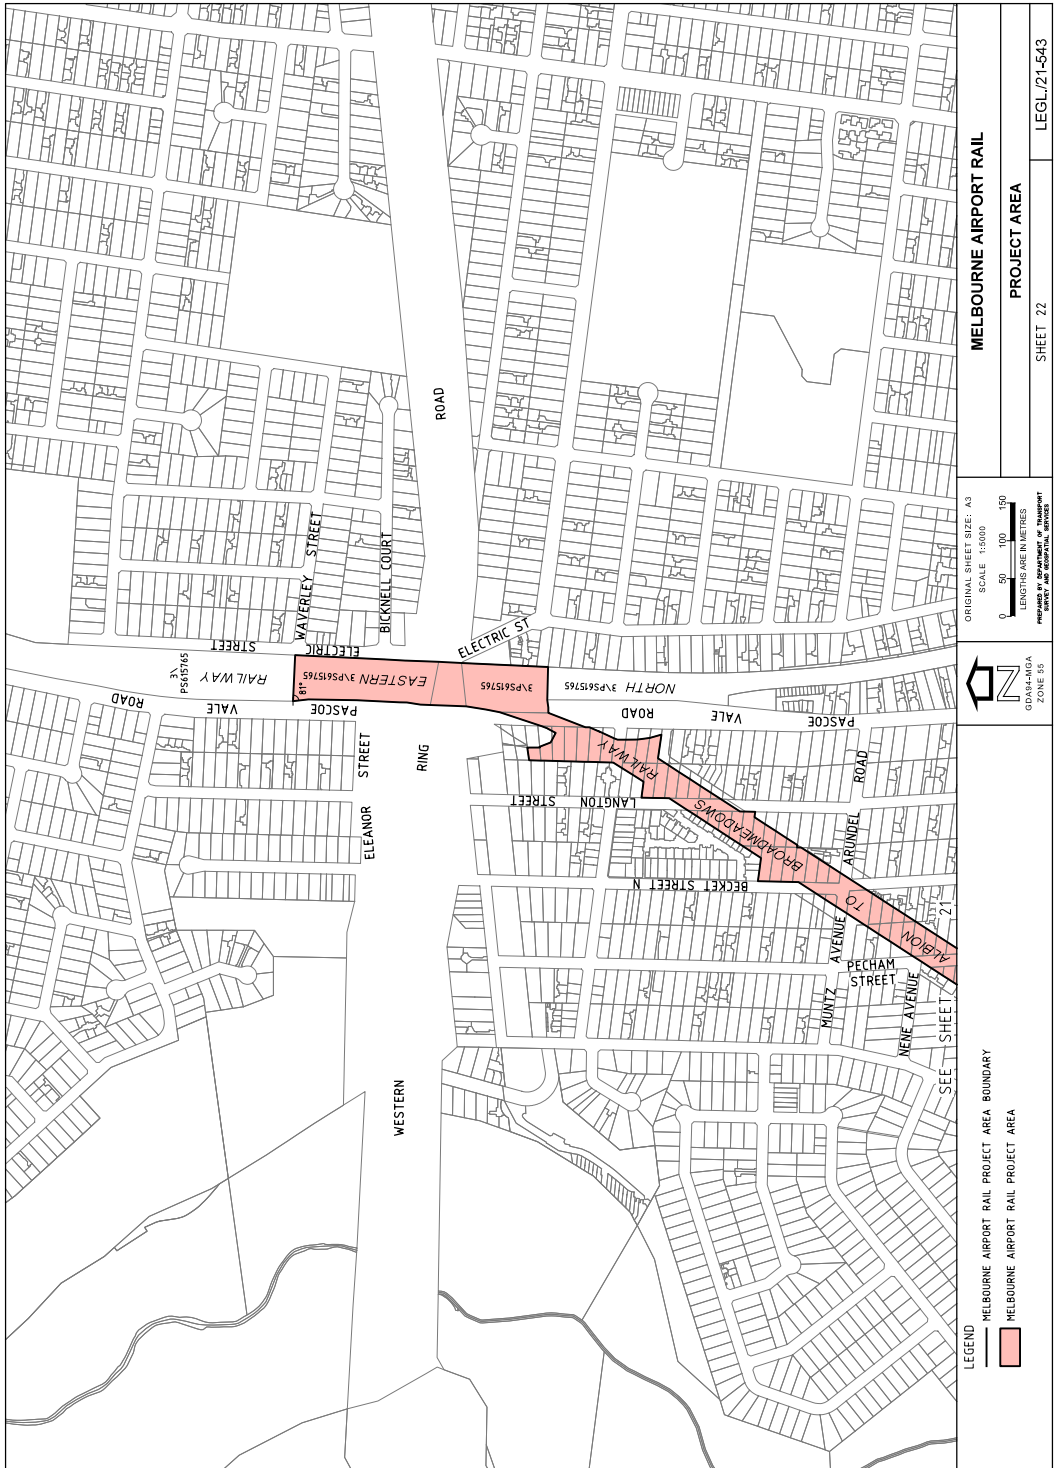 MELBOURNE AIRPORT RAIL
PROJECT AREA
LEGL./21-543
SHEET 22
ORIGINAL SHEET SIZE: A3
SCALE 1:5000
0 50 100 150
LENGTHS ARE IN METRES
PREPARED BY DEPARTMENT OF TRANSPORT
SURVEY AND GEOSPATIAL SERVICES
N
GDA94-MGA
ZONE 55
LEGEND
MELBOURNE AIRPORT RAIL PROJECT AREA BOUNDARY
MELBOURNE AIRPORT RAIL PROJECT AREA
SEE SHEET 21
WESTERN
RING
ROAD
ELEANOR
STREET
PASCOE
VALE
ROAD
3\
PS615765
RAILWAY
81°
3\PS615765
EASTERN
3\PS615765
3\PS615765
NORTH
ELECTRIC
STREET
WAVERLEY STREET
BICKNELL COURT
ELECTRIC ST
PASCOE
VALE
ROAD
ALBION
TO
BROADMEADOWS
RAILWAY
LANGTON
STREET
BECKET STREET N
ARUNDEL
ROAD
MUNTZ
AVENUE
PECHAM
STREET
NENE AVENUE